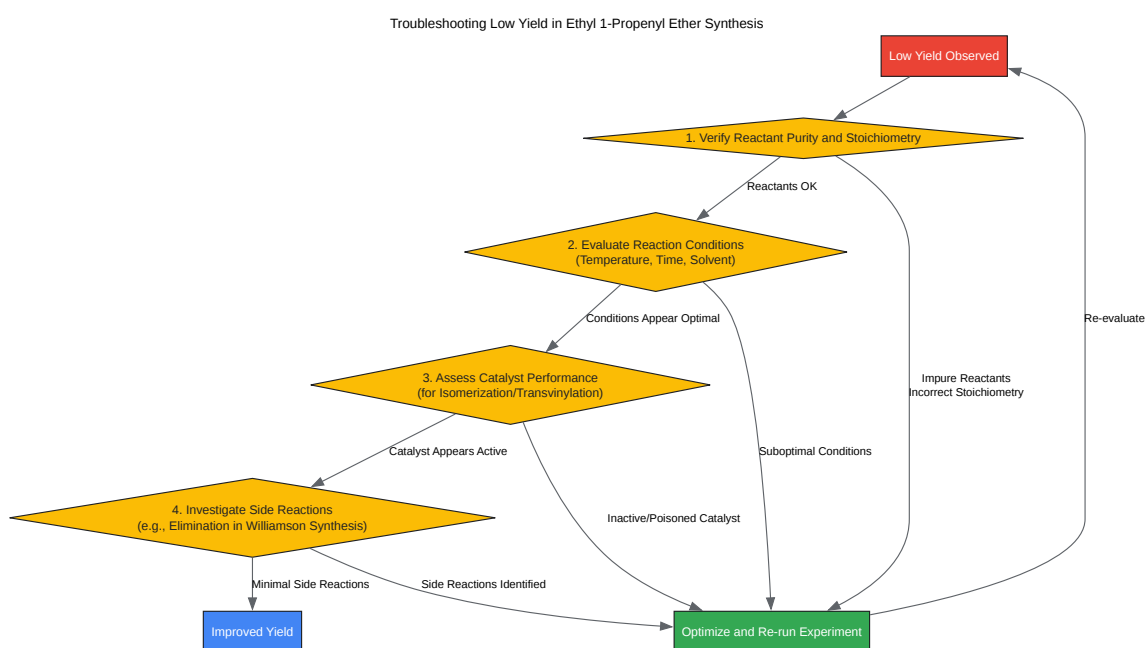 Troubleshooting Low Yield in Ethyl 1-Propenyl Ether Synthesis
Low Yield Observed
1. Verify Reactant Purity and Stoichiometry
Reactants OK
2. Evaluate Reaction Conditions
(Temperature, Time, Solvent)
Conditions Appear Optimal
Re-evaluate
3. Assess Catalyst Performance
(for Isomerization/Transvinylation)
Impure Reactants
Incorrect Stoichiometry
Catalyst Appears Active
Suboptimal Conditions
4. Investigate Side Reactions
(e.g., Elimination in Williamson Synthesis)
Inactive/Poisoned Catalyst
Minimal Side Reactions
Side Reactions Identified
Improved Yield
Optimize and Re-run Experiment